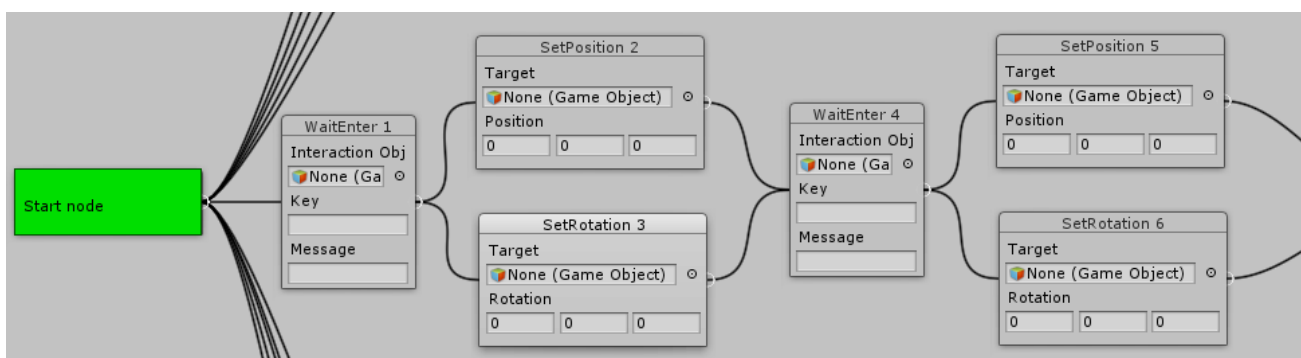 Start node
WaitEnter 1
Interaction Obj
None (Ga
Key
Message
SetPosition 2
Target
None (Game Object)
Position
0 0 0
SetRotation 3
Target
None (Game Object)
Rotation
0 0 0
WaitEnter 4
Interaction Obj
None (Ga
Key
Message
SetPosition 5
Target
None (Game Object)
Position
0 0 0
SetRotation 6
Target
None (Game Object)
Rotation
0 0 0